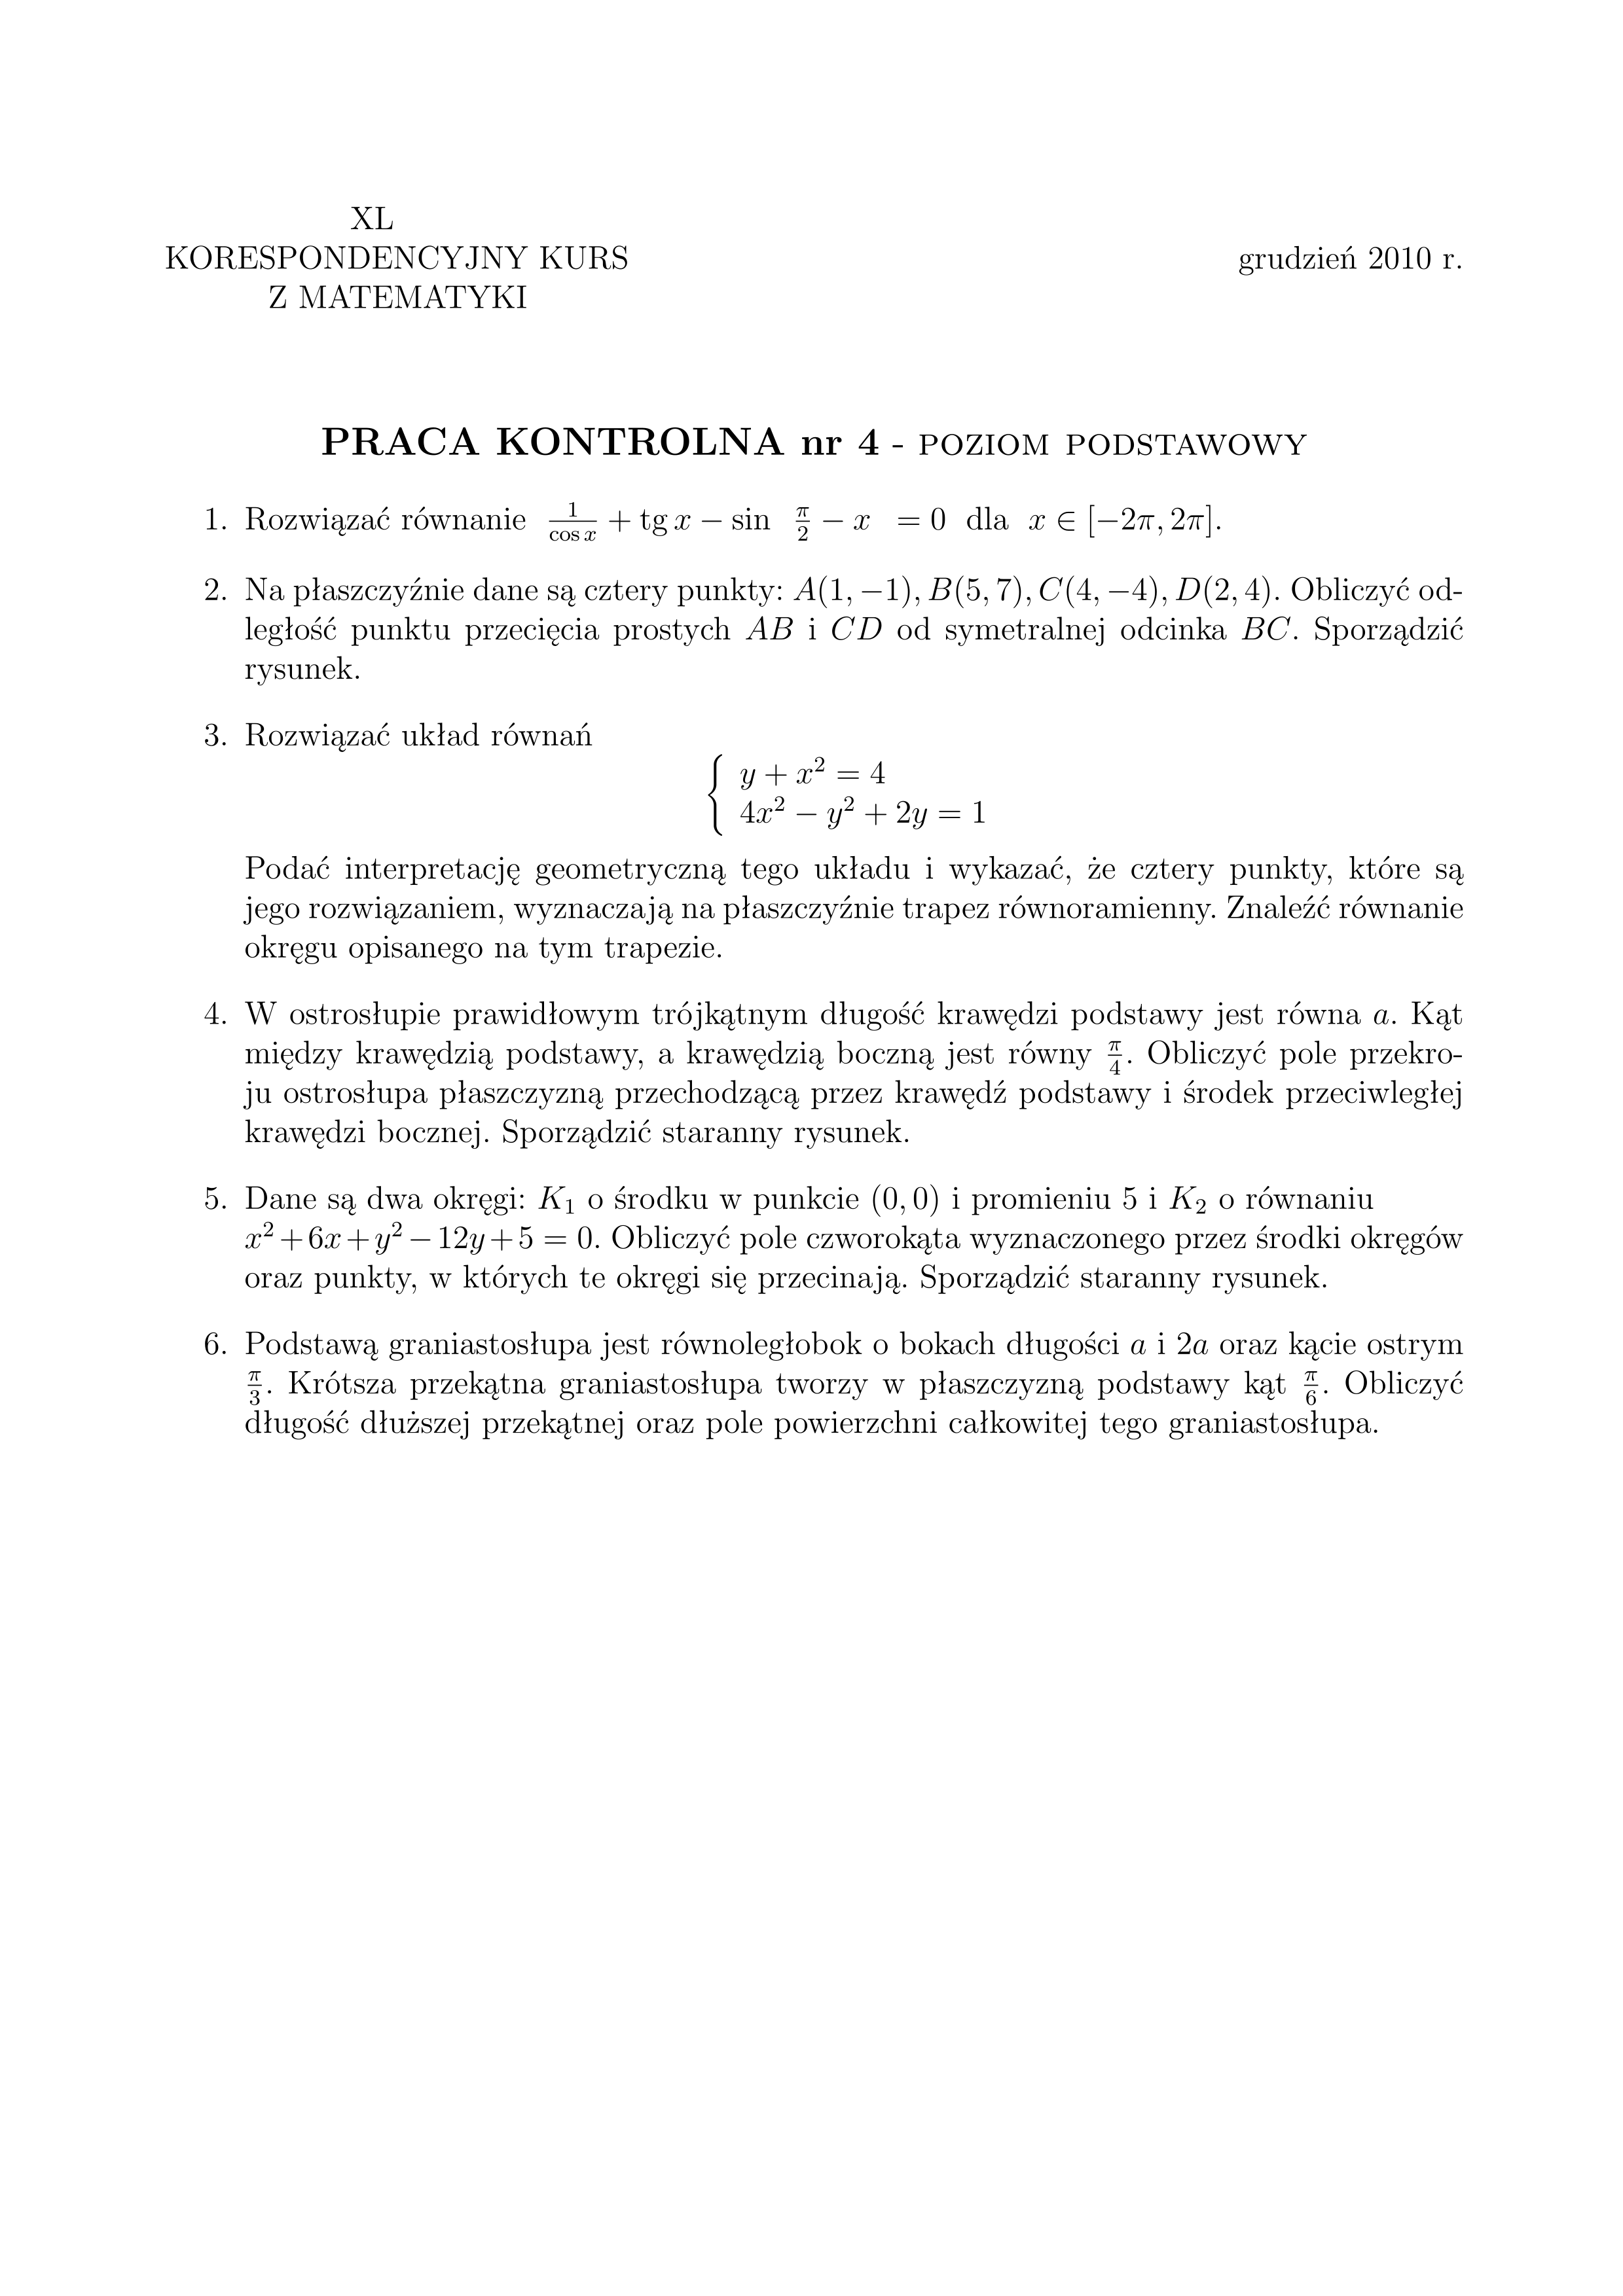 XL
KORESPONDENCYJNY KURS
grudzień 2010 r.
Z MATEMATYKI
PRACA KONTROLNA nr 4 - POZIOM PODSTAWOWY
1. Rozwiązać równanie $\frac{1}{\cos x} + \operatorname{tg} x - \sin \frac{\pi}{2} - x = 0$ dla $x \in [-2\pi, 2\pi]$.
2. Na płaszczyźnie dane są cztery punkty: $A(1, -1), B(5, 7), C(4, -4), D(2, 4)$. Obliczyć od-
ległość punktu przecięcia prostych $AB$ i $CD$ od symetralnej odcinka $BC$. Sporządzić
rysunek.
3. Rozwiązać układ równań
$y + x^2 = 4$
$4x^2 - y^2 + 2y = 1$
Podać interpretację geometryczną tego układu i wykazać, że cztery punkty, które są
jego rozwiązaniem, wyznaczają na płaszczyźnie trapez równoramienny. Znaleźć równanie
okręgu opisanego na tym trapezie.
4. W ostrosłupie prawidłowym trójkątnym długość krawędzi podstawy jest równa $a$. Kąt
między krawędzią podstawy, a krawędzią boczną jest równy $\frac{\pi}{4}$. Obliczyć pole przekro-
ju ostrosłupa płaszczyzną przechodzącą przez krawędź podstawy i środek przeciwległej
krawędzi bocznej. Sporządzić staranny rysunek.
5. Dane są dwa okręgi: $K_1$ o środku w punkcie $(0, 0)$ i promieniu 5 i $K_2$ o równaniu
$x^2 + 6x + y^2 - 12y + 5 = 0$. Obliczyć pole czworokąta wyznaczonego przez środki okręgów
oraz punkty, w których te okręgi się przecinają. Sporządzić staranny rysunek.
6. Podstawą graniastosłupa jest równoległobok o bokach długości $a$ i $2a$ oraz kącie ostrym
$\frac{\pi}{3}$. Krótsza przekątna graniastosłupa tworzy w płaszczyzną podstawy kąt $\frac{\pi}{6}$. Obliczyć
długość dłuższej przekątnej oraz pole powierzchni całkowitej tego graniastosłupa.